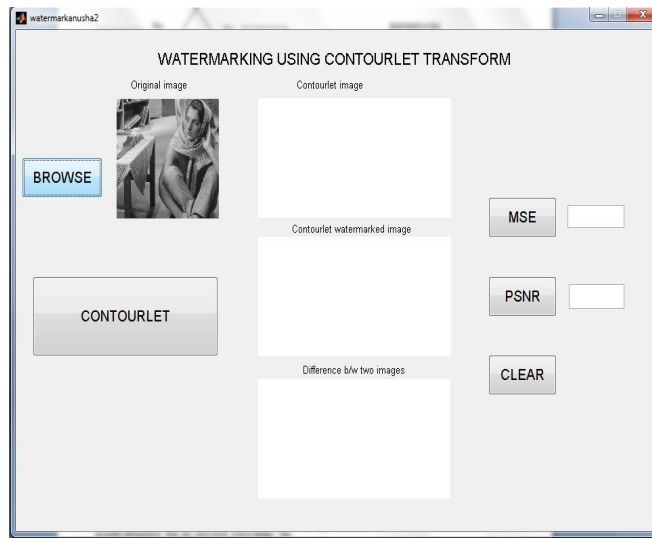 watermarkanusha2
WATERMARKING USING CONTOURLET TRANSFORM
Original image
Contourlet image
BROWSE
Contourlet watermarked image
MSE
CONTOURLET
PSNR
Difference b/w two images
CLEAR